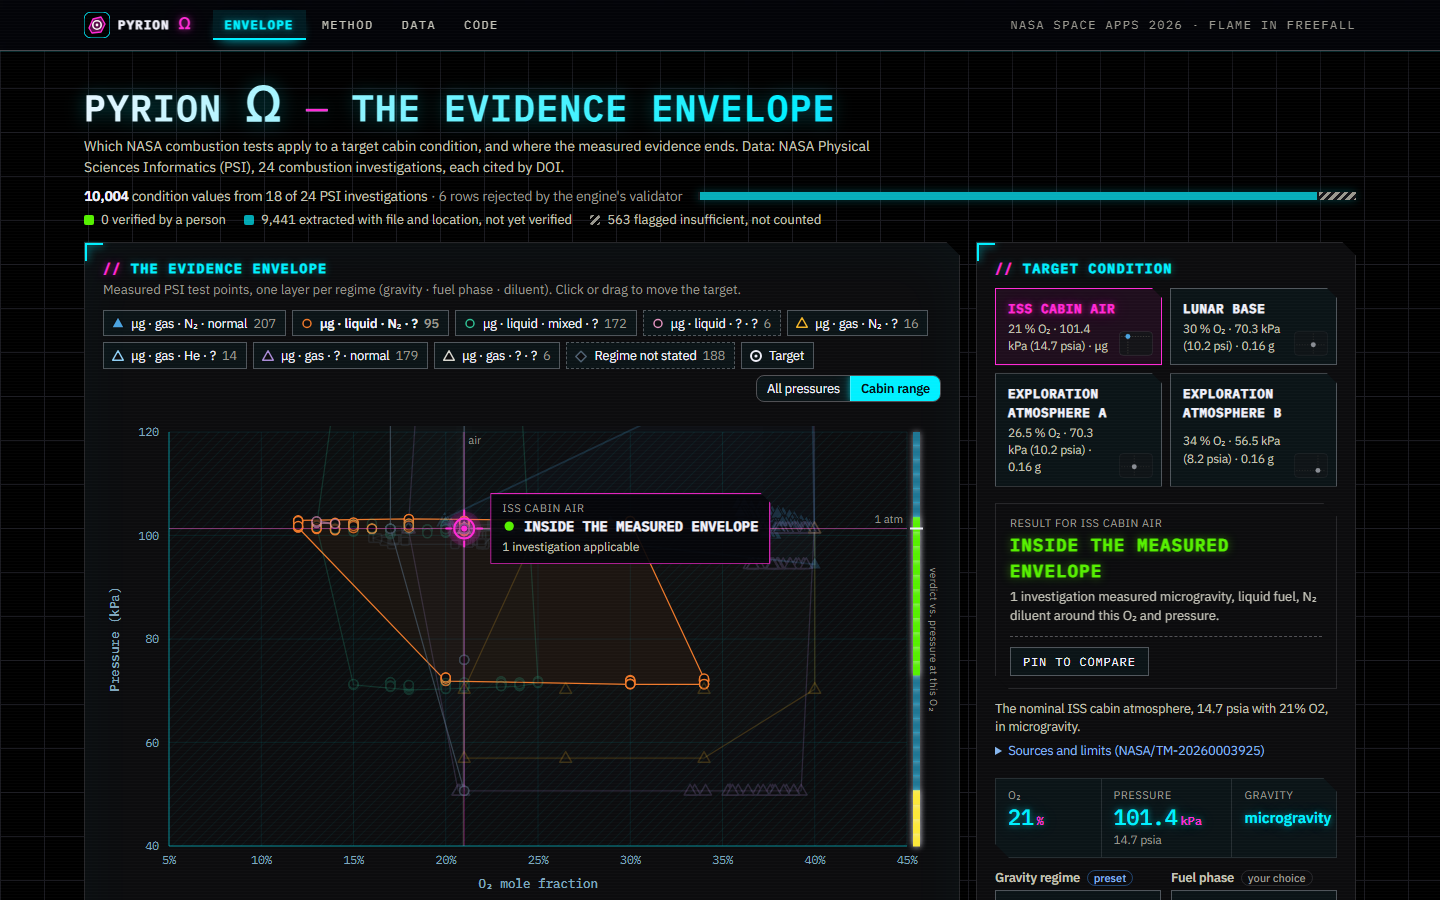 PYRION Ω ENVELOPE METHOD DATA CODE NASA SPACE APPS 2026 · FLAME IN FREEFALL
PYRION Ω — THE EVIDENCE ENVELOPE
Which NASA combustion tests apply to a target cabin condition, and where the measured evidence ends. Data: NASA Physical
Sciences Informatics (PSI), 24 combustion investigations, each cited by DOI.
10,004 condition values from 18 of 24 PSI investigations · 6 rows rejected by the engine's validator
0 verified by a person 9,441 extracted with file and location, not yet verified 563 flagged insufficient, not counted
// THE EVIDENCE ENVELOPE
Measured PSI test points, one layer per regime (gravity · fuel phase · diluent). Click or drag to move the target.
µg · gas · N₂ · normal 207
µg · liquid · N₂ · ? 95
µg · liquid · mixed · ? 172
µg · liquid · ? · ? 6
µg · gas · N₂ · ? 16
µg · gas · He · ? 14
µg · gas · ? · normal 179
µg · gas · ? · ? 6
Regime not stated 188
Target
All pressures Cabin range
120
100
80
60
40
Pressure (kPa)
air
1 atm
ISS CABIN AIR
INSIDE THE MEASURED ENVELOPE
1 investigation applicable
verdict vs. pressure at this O₂
5% 10% 15% 20% 25% 30% 35% 40% 45%
O₂ mole fraction
// TARGET CONDITION
ISS CABIN AIR
21 % O₂ · 101.4
kPa (14.7 psia) · µg
LUNAR BASE
30 % O₂ · 70.3 kPa
(10.2 psi) · 0.16 g
EXPLORATION
ATMOSPHERE A
26.5 % O₂ · 70.3
kPa (10.2 psia) ·
0.16 g
EXPLORATION
ATMOSPHERE B
34 % O₂ · 56.5 kPa
(8.2 psia) · 0.16 g
RESULT FOR ISS CABIN AIR
INSIDE THE MEASURED
ENVELOPE
1 investigation measured microgravity, liquid fuel, N₂
diluent around this O₂ and pressure.
PIN TO COMPARE
The nominal ISS cabin atmosphere, 14.7 psia with 21% O2,
in microgravity.
Sources and limits (NASA/TM-20260003925)
O₂
21 %
PRESSURE
101.4 kPa
14.7 psia
GRAVITY
microgravity
Gravity regime preset
Fuel phase your choice